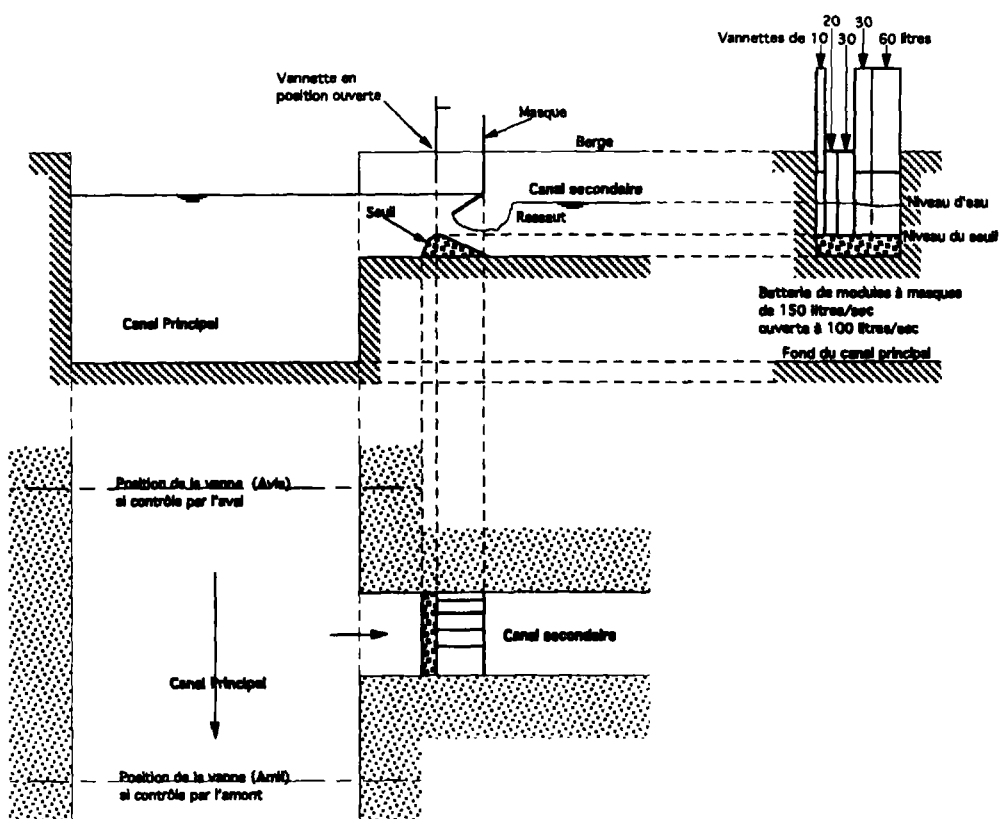 20 30
Vannettes de 10 30 60 litres
Vannette en
position ouverte
Masque
Berge
Canal secondaire
Niveau d'eau
Seuil
Ressaut
Niveau du seuil
Canal Principal
Batterie de modules à masques
de 150 litres/sec
ouverte à 100 litres/sec
Fond du canal principal
Position de la vanne (Avis)
si contrôle par l'aval
Canal secondaire
Canal Principal
Position de la vanne (Amil)
si contrôle par l'amont